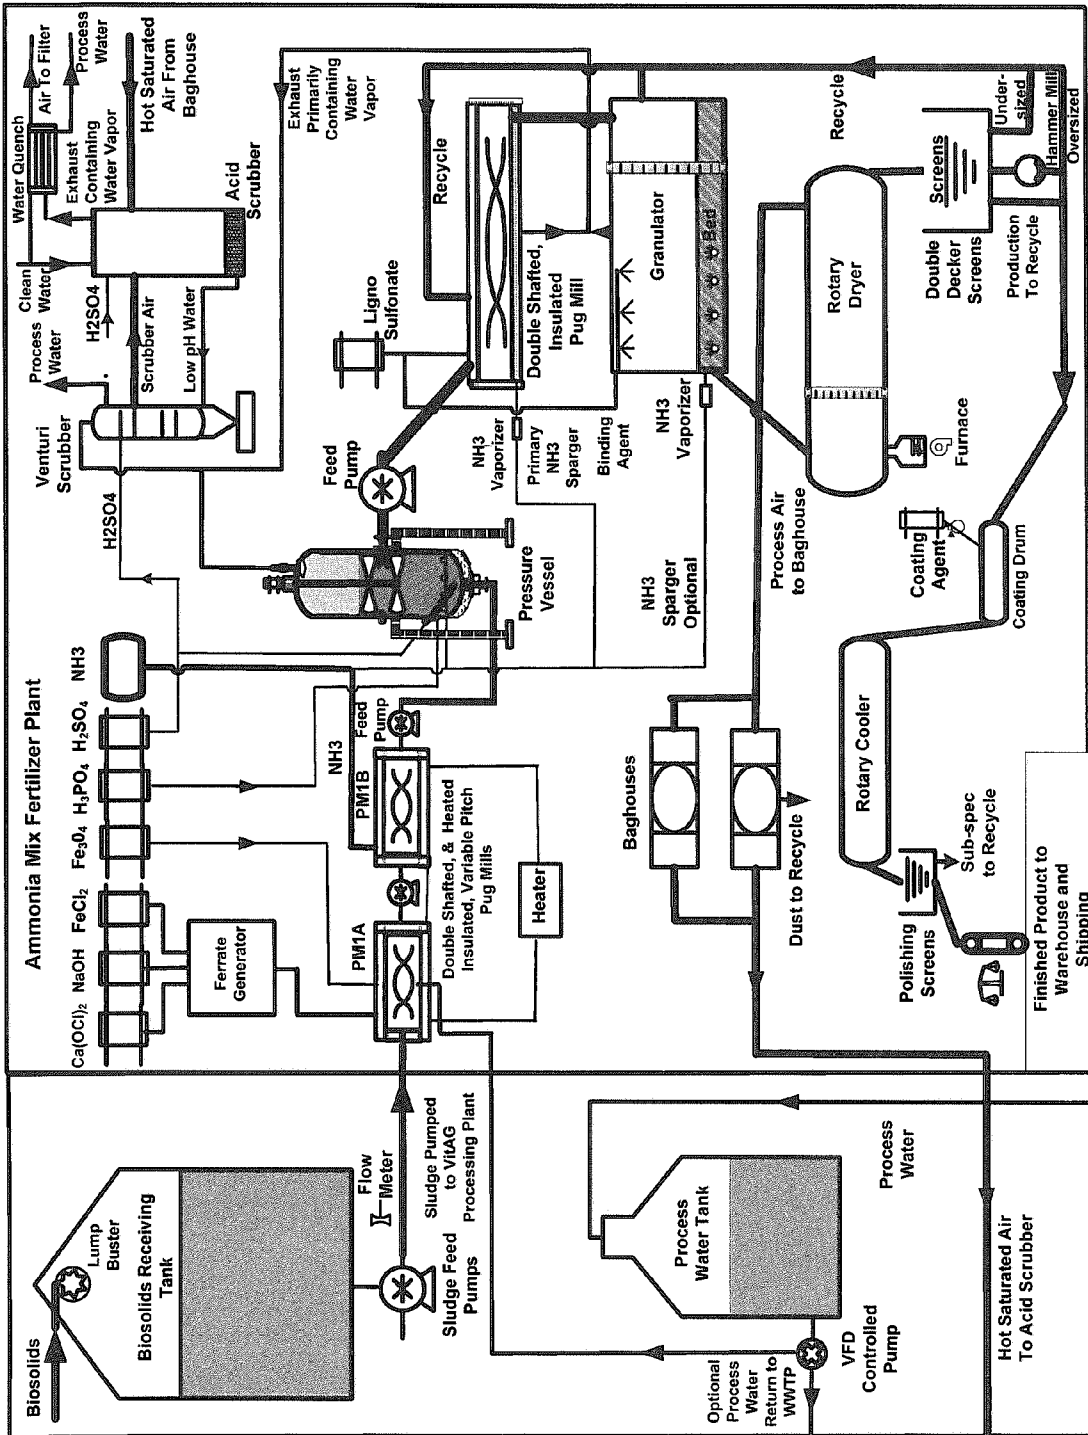 Biosolids
Lump
Buster
Biosolids Receiving
Tank
Flow
Meter
Sludge Feed
Pumps
Sludge Pumped
to VitAG
Processing Plant
Process
Water Tank
Optional
Process
Water
Return to
WWTP
VFD
Controlled
Pump
Process
Water
Hot Saturated Air
To Acid Scrubber
Ammonia Mix Fertilizer Plant
Ca(OCl)2
NaOH
FeCl2
Fe3O4
H3PO4
H2SO4
NH3
Ferrate
Generator
PM1A
PM1B
NH3
Feed
Pump
Double Shafted, & Heated
Insulated, Variable Pitch
Pug Mills
Heater
Pressure
Vessel
Feed
Pump
H2SO4
Venturi
Scrubber
Process
Water
H2SO4
Clean
Water
Scrubber Air
Low pH Water
Water Quench
Air To Filter
Process
Water
Exhaust
Containing
Water Vapor
Hot Saturated
Air From
Baghouse
Acid
Scrubber
Exhaust
Primarily
Containing
Water
Vapor
Ligno
Sulfonate
Recycle
Double Shafted,
Insulated
Pug Mill
NH3
Vaporizer
Primary
NH3
Sparger
Binding
Agent
Granulator
Bed
NH3
Vaporizer
NH3
Sparger
Optional
Baghouses
Dust to Recycle
Process Air
to Baghouse
Furnace
Rotary
Dryer
Recycle
Screens
Double
Decker
Screens
Under-
sized
Hammer Mill
Oversized
Production
To Recycle
Coating
Agent
Coating Drum
Rotary Cooler
Polishing
Screens
Sub-spec
to Recycle
Finished Product to
Warehouse and
Shipping